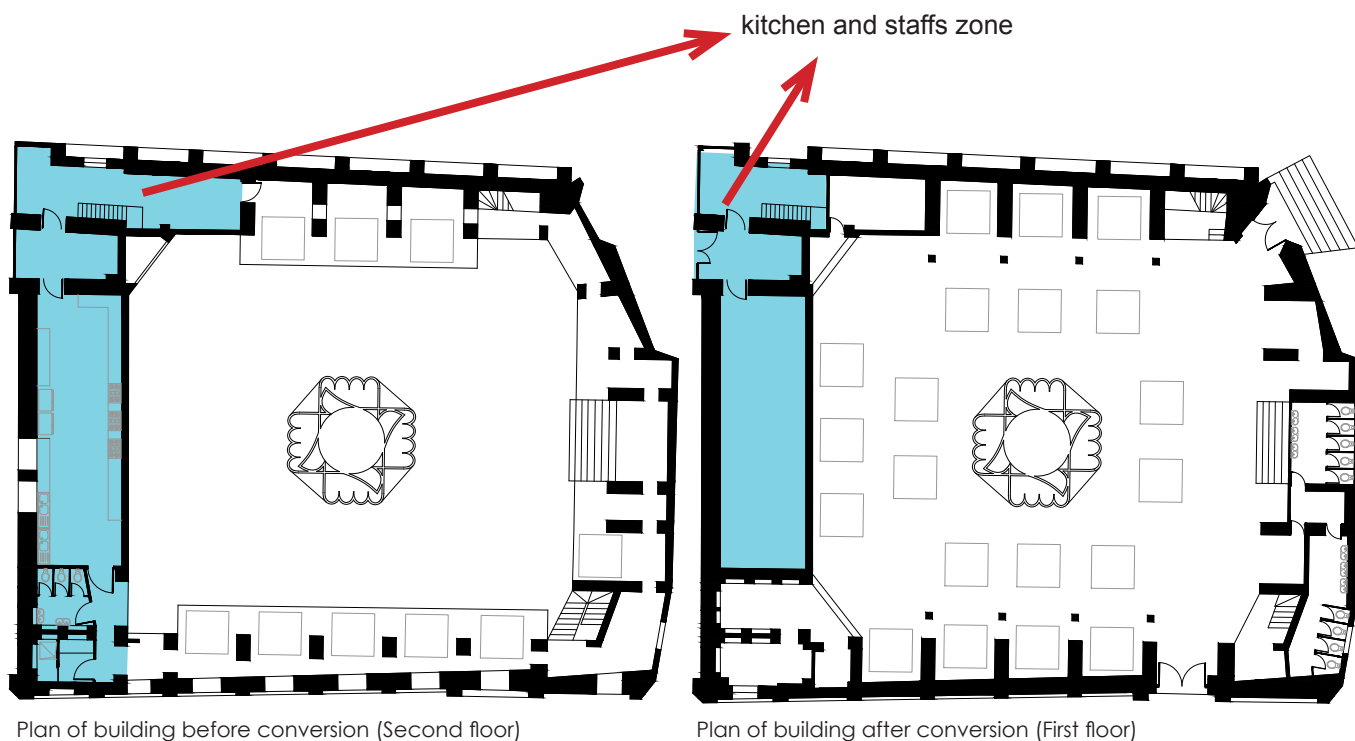 kitchen and staffs zone
Plan of building before conversion (Second floor)
Plan of building after conversion (First floor)